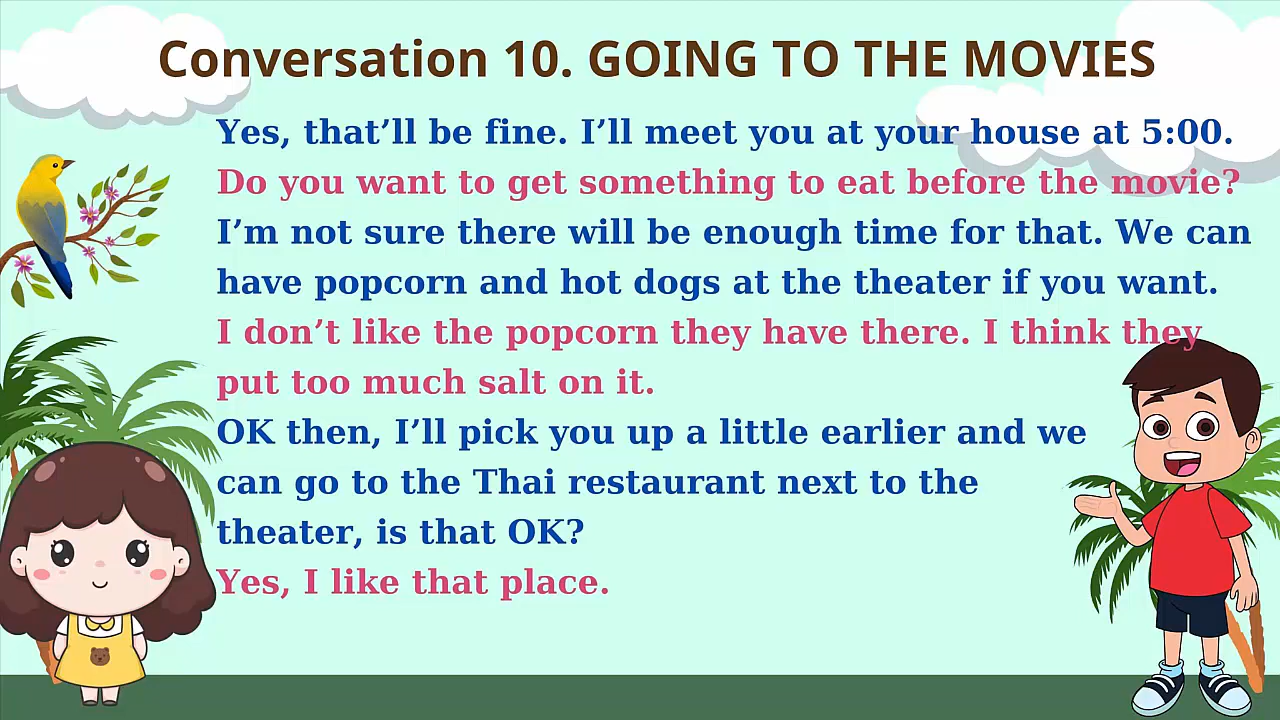 Conversation 10. GOING TO THE MOVIES
Yes, that’ll be fine. I’ll meet you at your house at 5:00.
Do you want to get something to eat before the movie?
I’m not sure there will be enough time for that. We can
have popcorn and hot dogs at the theater if you want.
I don’t like the popcorn they have there. I think they
put too much salt on it.
OK then, I’ll pick you up a little earlier and we
can go to the Thai restaurant next to the
theater, is that OK?
Yes, I like that place.